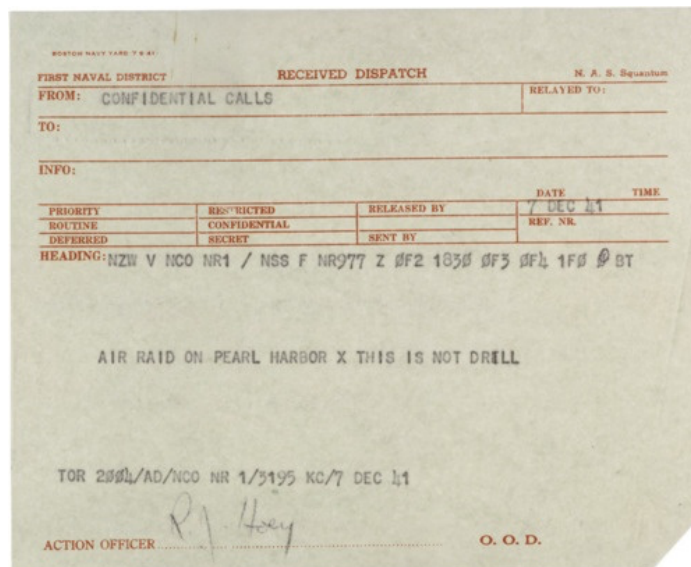 BOSTON NAVY YARD 7 8 41
FIRST NAVAL DISTRICT RECEIVED DISPATCH N. A. S. Squantum
FROM: CONFIDENTIAL CALLS RELAYED TO:
TO:
INFO:
DATE TIME
PRIORITY RESTRICTED RELEASED BY 7 DEC 41
ROUTINE CONFIDENTIAL REF. NR.
DEFERRED SECRET SENT BY
HEADING: NZW V NCO NR1 / NSS F NR977 Z ØF2 183Ø ØF3 ØF4 1FØ Ø BT
AIR RAID ON PEARL HARBOR X THIS IS NOT DRILL
TOR 2ØØ4/AD/NCO NR 1/5195 KC/7 DEC 41
R. J. Hoey
ACTION OFFICER O. O. D.